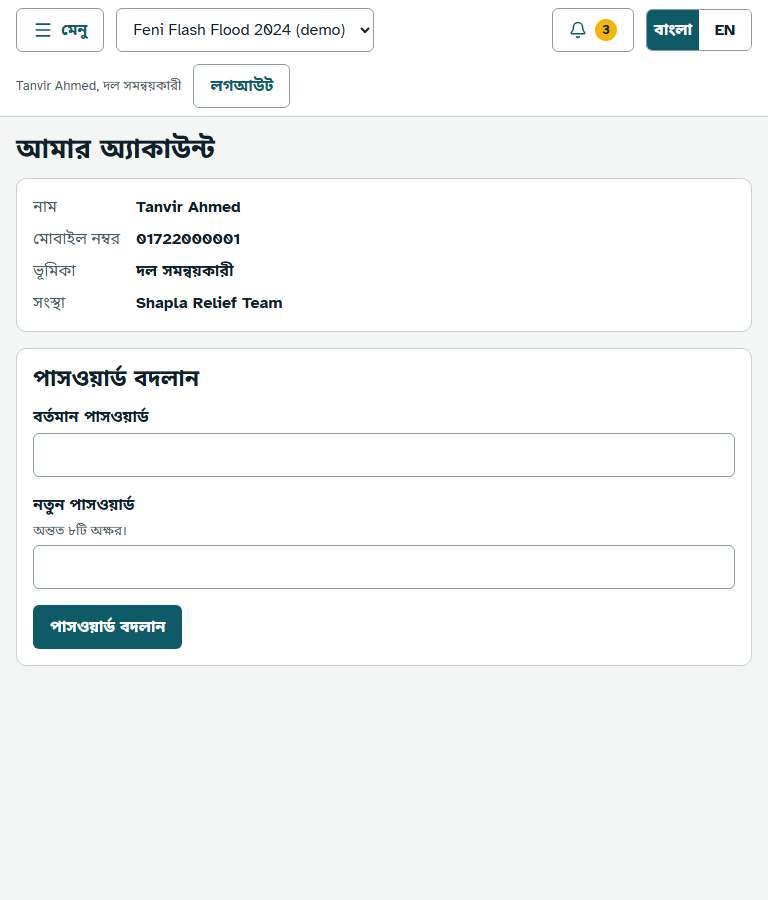 মেনু
Feni Flash Flood 2024 (demo)
3
বাংলা
EN
Tanvir Ahmed, দল সমন্বয়কারী
লগআউট
আমার অ্যাকাউন্ট
নাম Tanvir Ahmed
মোবাইল নম্বর 01722000001
ভূমিকা দল সমন্বয়কারী
সংস্থা Shapla Relief Team
পাসওয়ার্ড বদলান
বর্তমান পাসওয়ার্ড
নতুন পাসওয়ার্ড
অন্তত ৮টি অক্ষর।
পাসওয়ার্ড বদলান